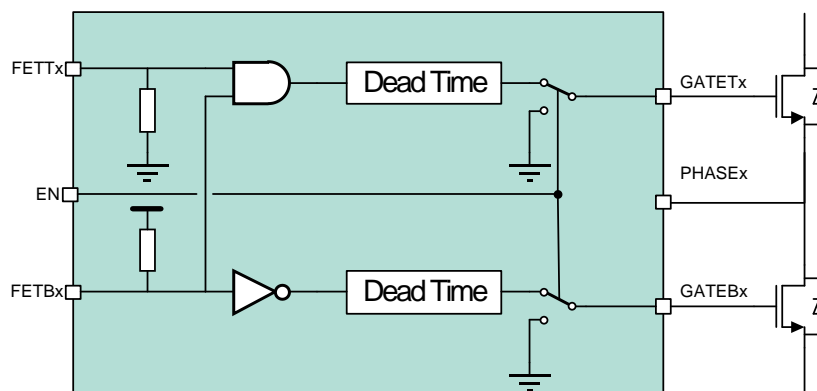 FETTx
Dead Time
GATETx
EN
PHASEx
FETBx
Dead Time
GATEBx